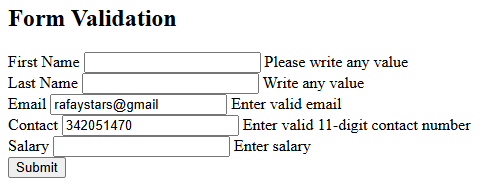 Form Validation
First Name Please write any value
Last Name Write any value
Email rafaystars@gmail Enter valid email
Contact 342051470 Enter valid 11-digit contact number
Salary Enter salary
Submit